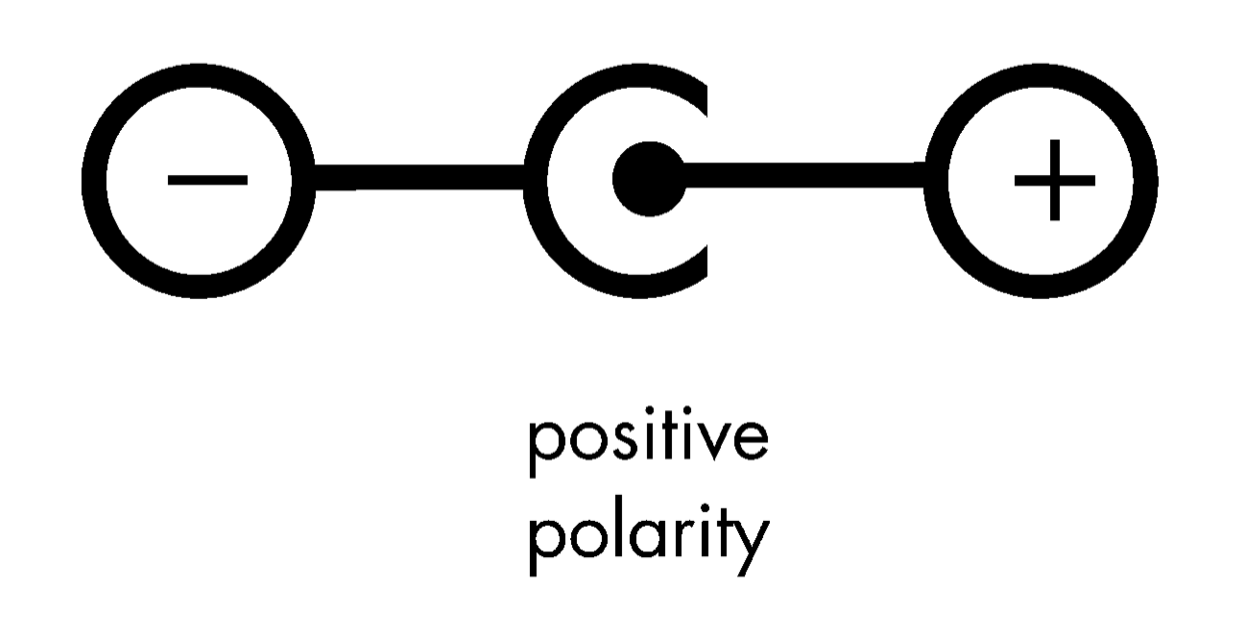 − +
positive
polarity